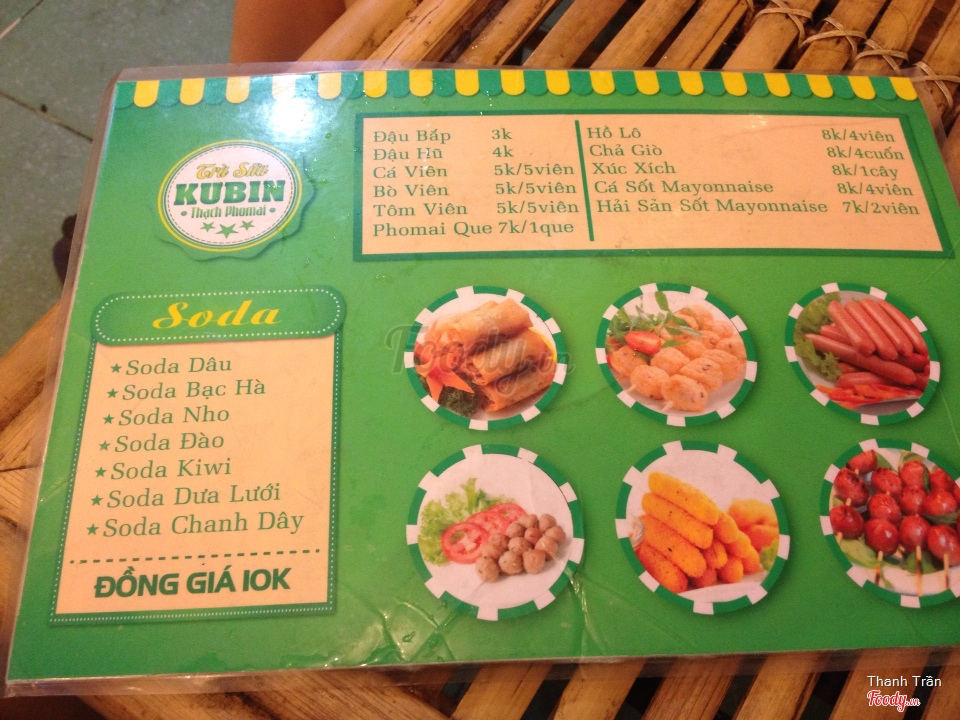 Trà Sữa
KUBIN
Thạch Phomai
Đậu Bắp 3k
Đậu Hũ 4k
Cá Viên 5k/5viên
Bò Viên 5k/5viên
Tôm Viên 5k/5viên
Phomai Que 7k/1que
Hồ Lô 8k/4viên
Chả Giò 8k/4cuốn
Xúc Xích 8k/1cây
Cá Sốt Mayonnaise 8k/4viên
Hải Sản Sốt Mayonnaise 7k/2viên
Soda
Soda Dâu
Soda Bạc Hà
Soda Nho
Soda Đào
Soda Kiwi
Soda Dưa Lưới
Soda Chanh Dây
ĐỒNG GIÁ 10K
Foody.vn
Thanh Trần
Foody.vn